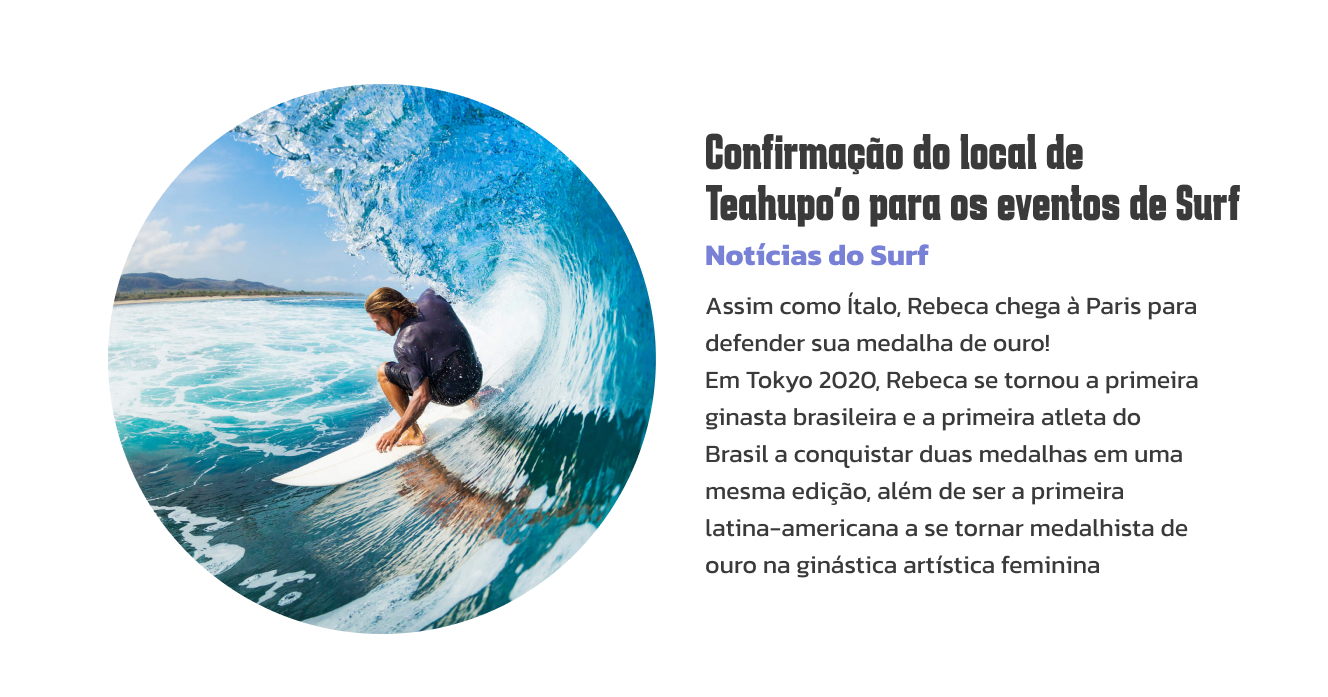 Confirmação do local de
Teahupo'o para os eventos de Surf
Notícias do Surf
Assim como Ítalo, Rebeca chega à Paris para
defender sua medalha de ouro!
Em Tokyo 2020, Rebeca se tornou a primeira
ginasta brasileira e a primeira atleta do
Brasil a conquistar duas medalhas em uma
mesma edição, além de ser a primeira
latina-americana a se tornar medalhista de
ouro na ginástica artística feminina